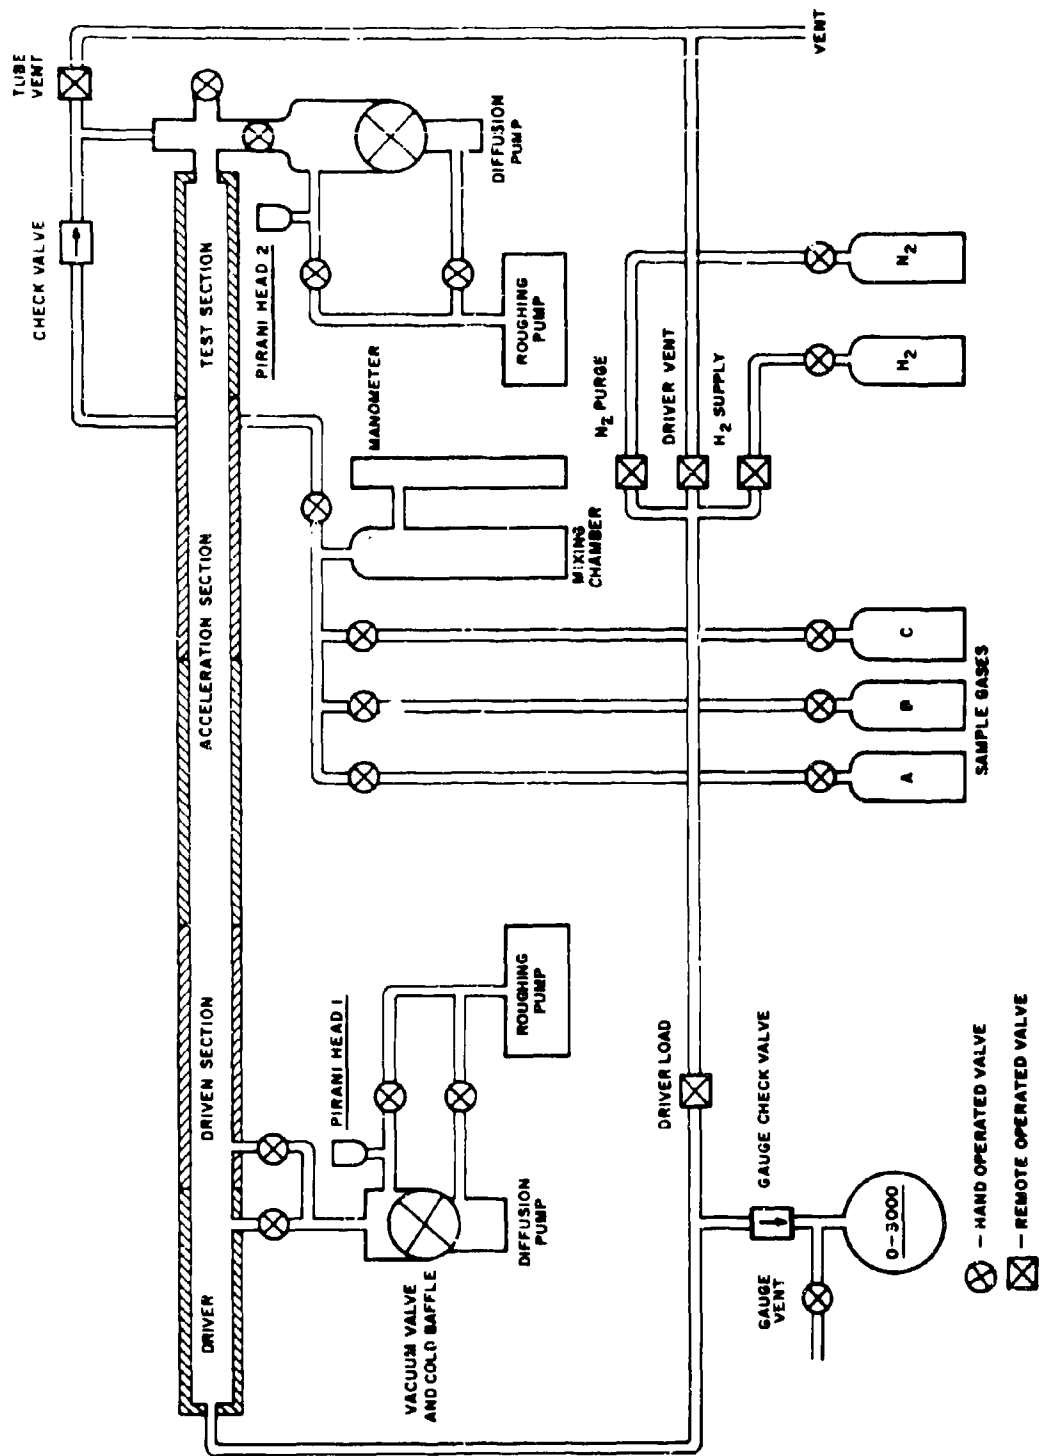 TUBE
VENT
CHECK VALVE
DRIVER
DRIVEN SECTION
ACCELERATION SECTION
TEST SECTION
PIRANI HEAD 2
PIRANI HEAD 1
MANOMETER
VACUUM VALVE
AND COLD BAFFLE
DIFFUSION
PUMP
DIFFUSION
PUMP
ROUGHING
PUMP
ROUGHING
PUMP
MIXING
CHAMBER
N2 PURGE
DRIVER LOAD
DRIVER VENT
H2 SUPPLY
GAUGE CHECK VALVE
GAUGE
VENT
VENT
0-3000
A
B
C
H2
N2
SAMPLE GASES
- HAND OPERATED VALVE
- REMOTE OPERATED VALVE